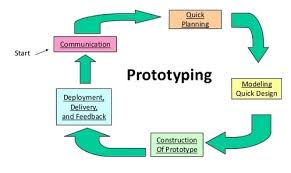 Quick
Planning
Communication
Start
Prototyping
Modeling
Quick Design
Deployment,
Delivery,
and Feedback
Construction
Of Prototype